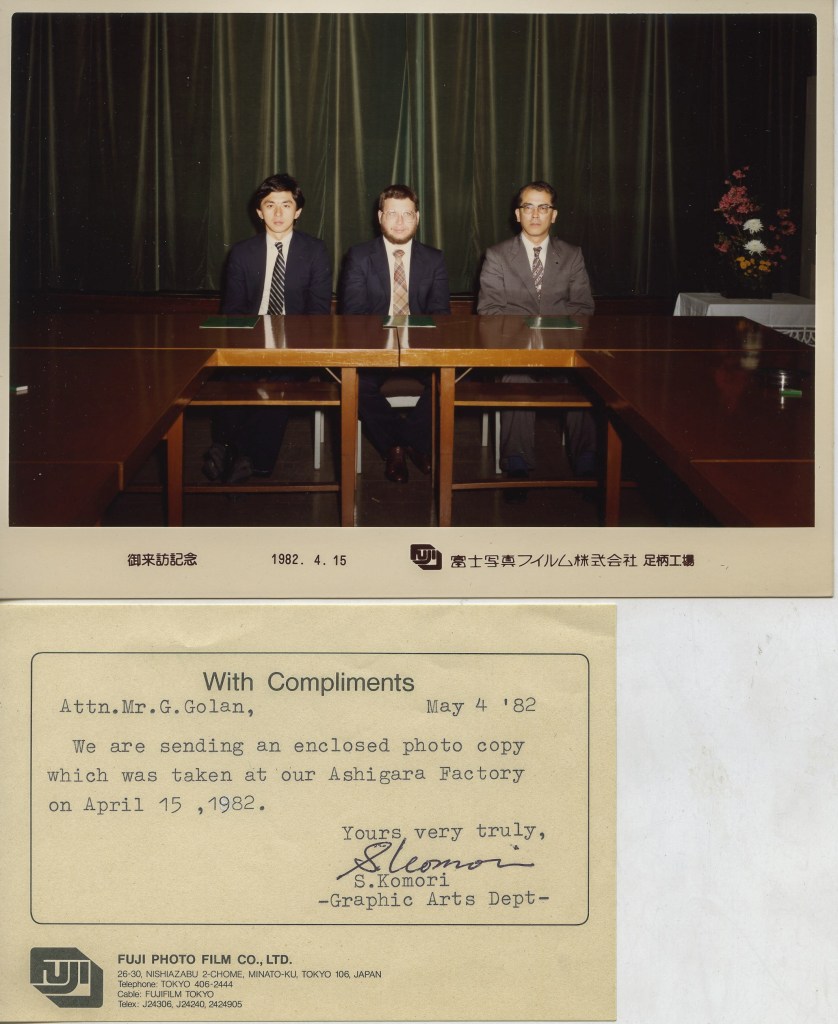 御来訪記念 1982. 4. 15 FUJI 富士写真フイルム株式会社 足柄工場
With Compliments
Attn.Mr.G.Golan, May 4 '82
We are sending an enclosed photo copy
which was taken at our Ashigara Factory
on April 15 ,1982.
Yours very truly,
S Komori
S.Komori
-Graphic Arts Dept-
FUJI
FUJI PHOTO FILM CO., LTD.
26-30, NISHIAZABU 2-CHOME, MINATO-KU, TOKYO 106, JAPAN
Telephone: TOKYO 406-2444
Cable: FUJIFILM TOKYO
Telex: J24306, J24240, 2424905